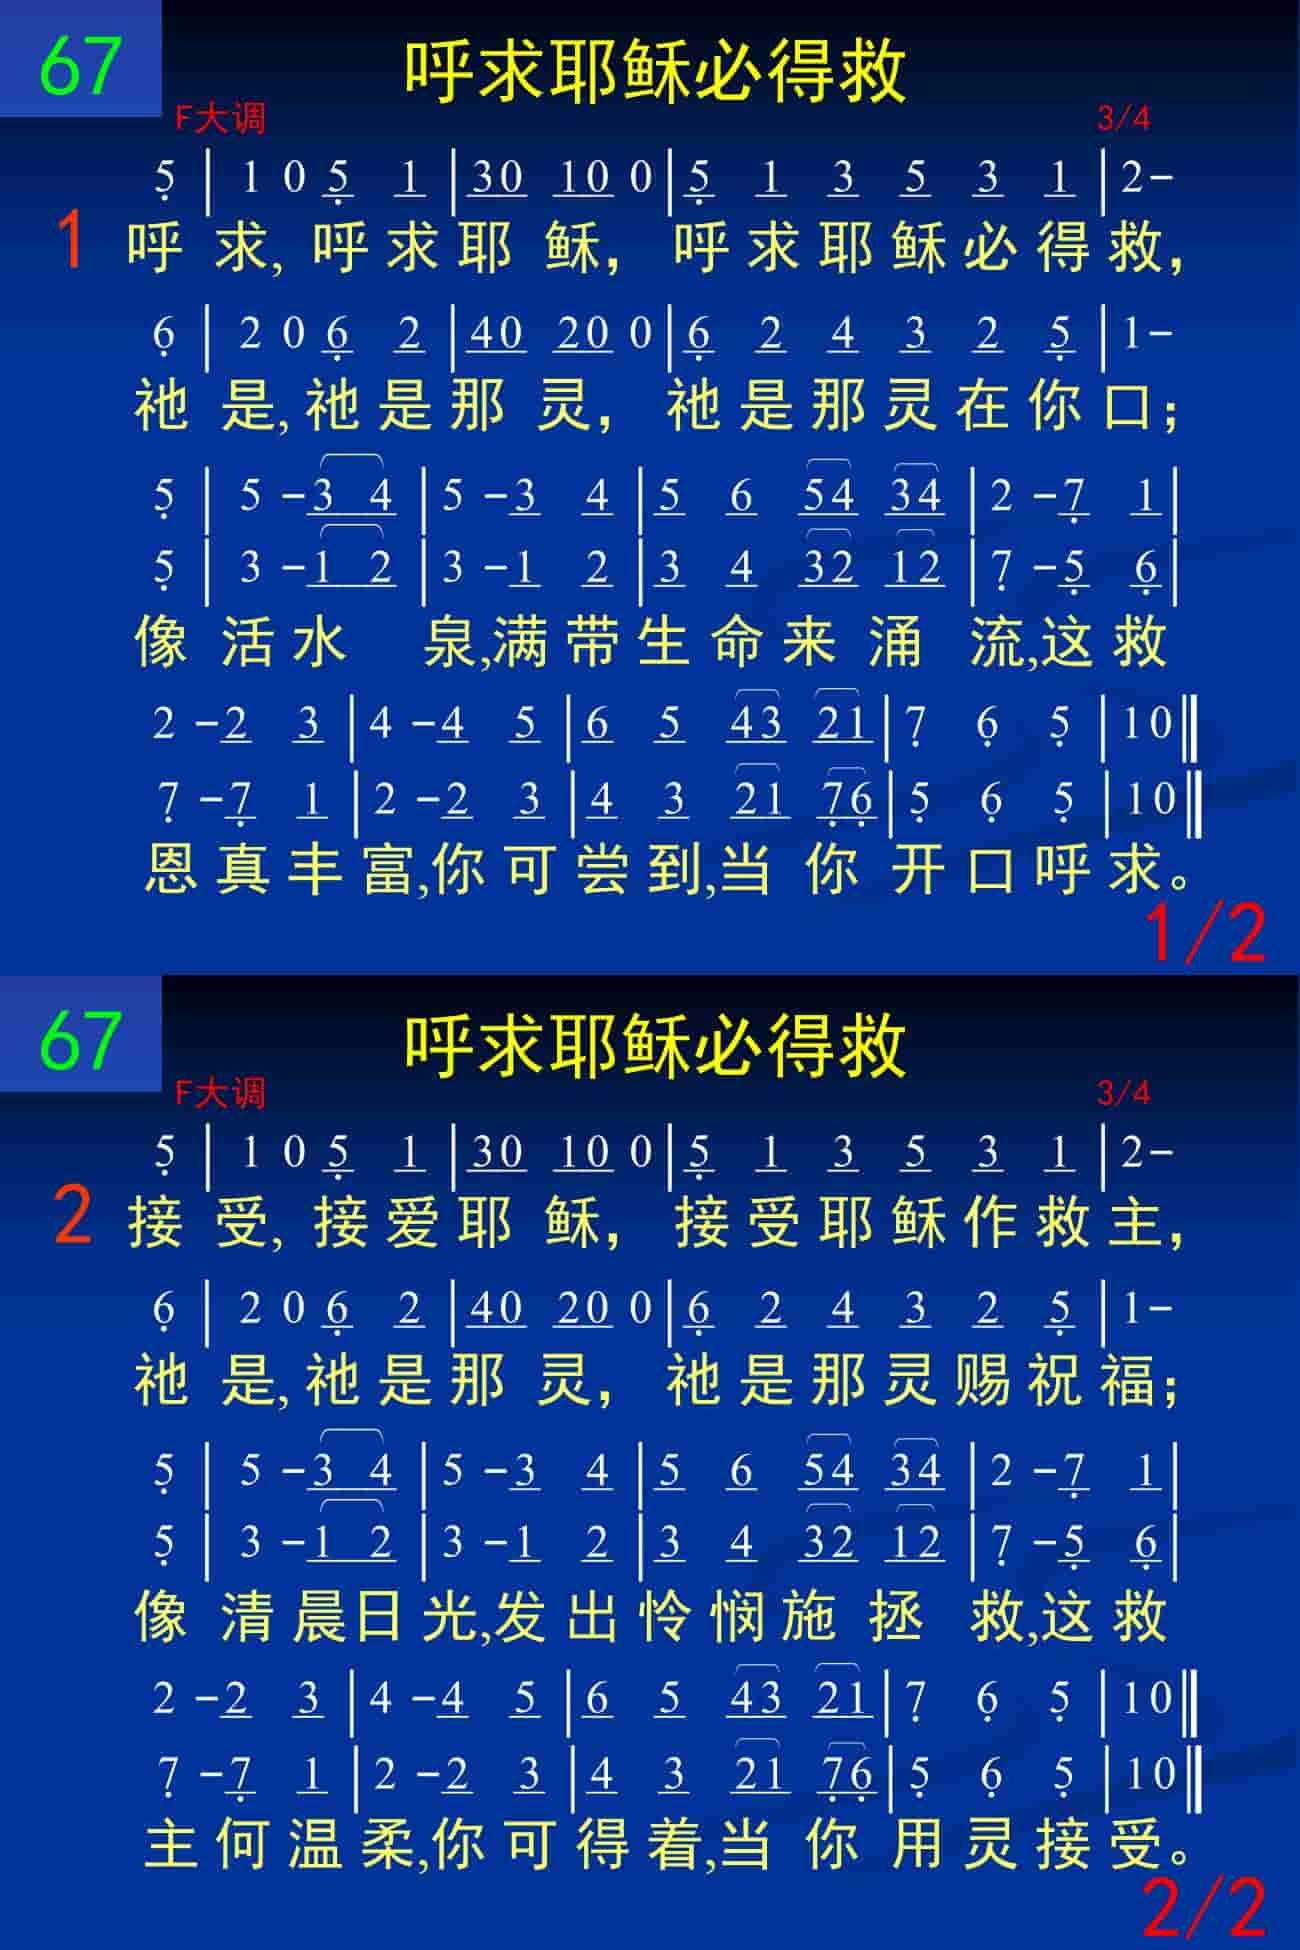 67
呼求耶稣必得救
F大调 3/4
5 | 1 0 5 1 | 30 10 0 | 5 1 3 5 3 1 | 2-
1 呼 求, 呼 求 耶 稣， 呼 求 耶 稣 必 得 救，
6 | 2 0 6 2 | 40 20 0 | 6 2 4 3 2 5 | 1-
祂 是, 祂 是 那 灵， 祂 是 那 灵 在 你 口；
5 | 5 -3 4 | 5 -3 4 | 5 6 54 34 | 2 -7 1 |
5 | 3 -1 2 | 3 -1 2 | 3 4 32 12 | 7 -5 6 |
像 活 水 泉,满 带 生 命 来 涌 流,这 救
2 -2 3 | 4 -4 5 | 6 5 43 21 | 7 6 5 | 10 ||
7 -7 1 | 2 -2 3 | 4 3 21 76 | 5 6 5 | 10 ||
恩 真 丰 富,你 可 尝 到,当 你 开 口 呼 求。
1/2
67
呼求耶稣必得救
F大调 3/4
5 | 1 0 5 1 | 30 10 0 | 5 1 3 5 3 1 | 2-
2 接 受, 接 爱 耶 稣， 接 受 耶 稣 作 救 主，
6 | 2 0 6 2 | 40 20 0 | 6 2 4 3 2 5 | 1-
祂 是, 祂 是 那 灵， 祂 是 那 灵 赐 祝 福；
5 | 5 -3 4 | 5 -3 4 | 5 6 54 34 | 2 -7 1 |
5 | 3 -1 2 | 3 -1 2 | 3 4 32 12 | 7 -5 6 |
像 清 晨 日 光,发 出 怜 悯 施 拯 救,这 救
2 -2 3 | 4 -4 5 | 6 5 43 21 | 7 6 5 | 10 ||
7 -7 1 | 2 -2 3 | 4 3 21 76 | 5 6 5 | 10 ||
主 何 温 柔,你 可 得 着,当 你 用 灵 接 受。
2/2